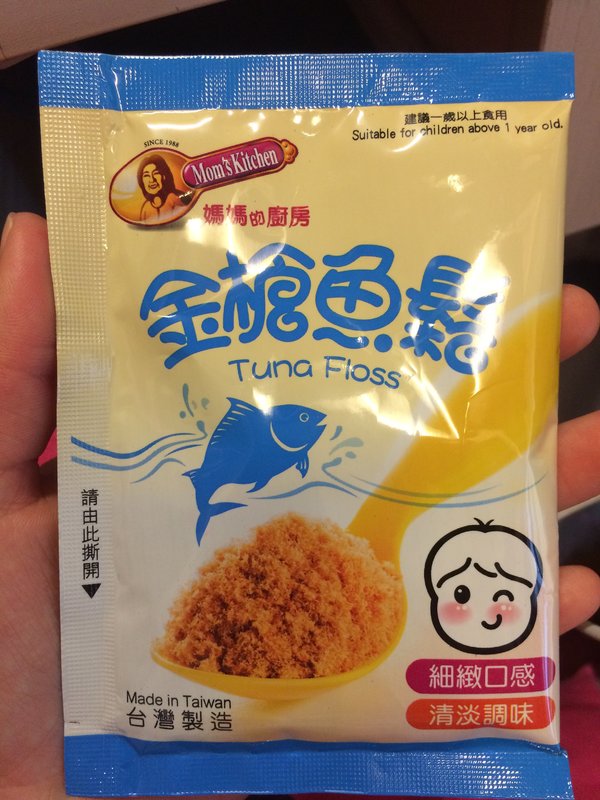 建議一歲以上食用
Suitable for children above 1 year old.
SINCE 1988
Mom's Kitchen
媽媽的廚房
金槍魚鬆
Tuna Floss
請由此撕開
細緻口感
清淡調味
Made in Taiwan
台灣製造